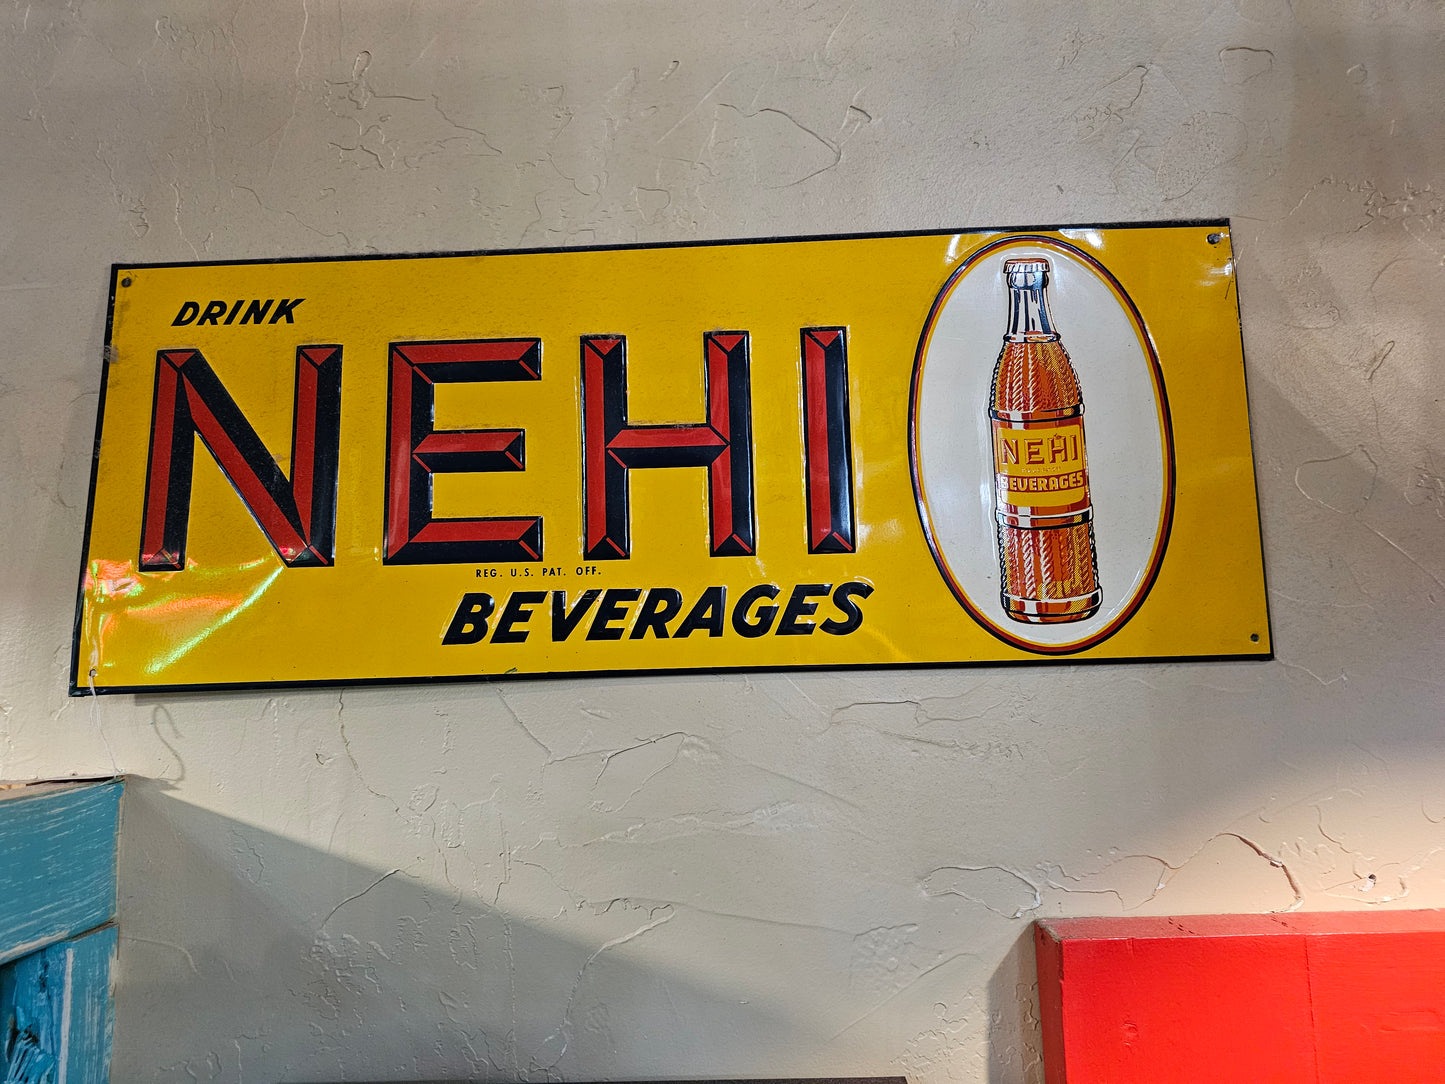 DRINK
NEHI
REG. U.S. PAT. OFF.
BEVERAGES
NEHI
BEVERAGES